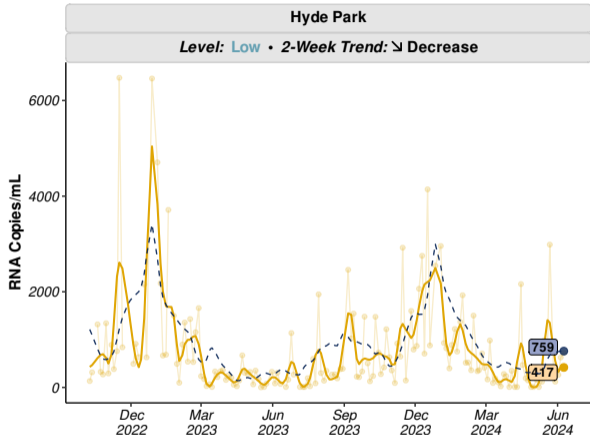 Hyde Park
Level: Low • 2-Week Trend: ↘ Decrease
RNA Copies/mL
6000
4000
2000
0
759
417
Dec 2022
Mar 2023
Jun 2023
Sep 2023
Dec 2023
Mar 2024
Jun 2024